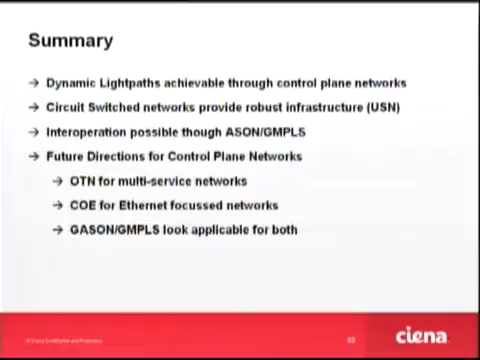 Summary
→ Dynamic Lightpaths achievable through control plane networks
→ Circuit Switched networks provide robust infrastructure (USN)
→ Interoperation possible though ASON/GMPLS
→ Future Directions for Control Plane Networks
→ OTN for multi-service networks
→ COE for Ethernet focussed networks
→ GASON/GMPLS look applicable for both
ciena